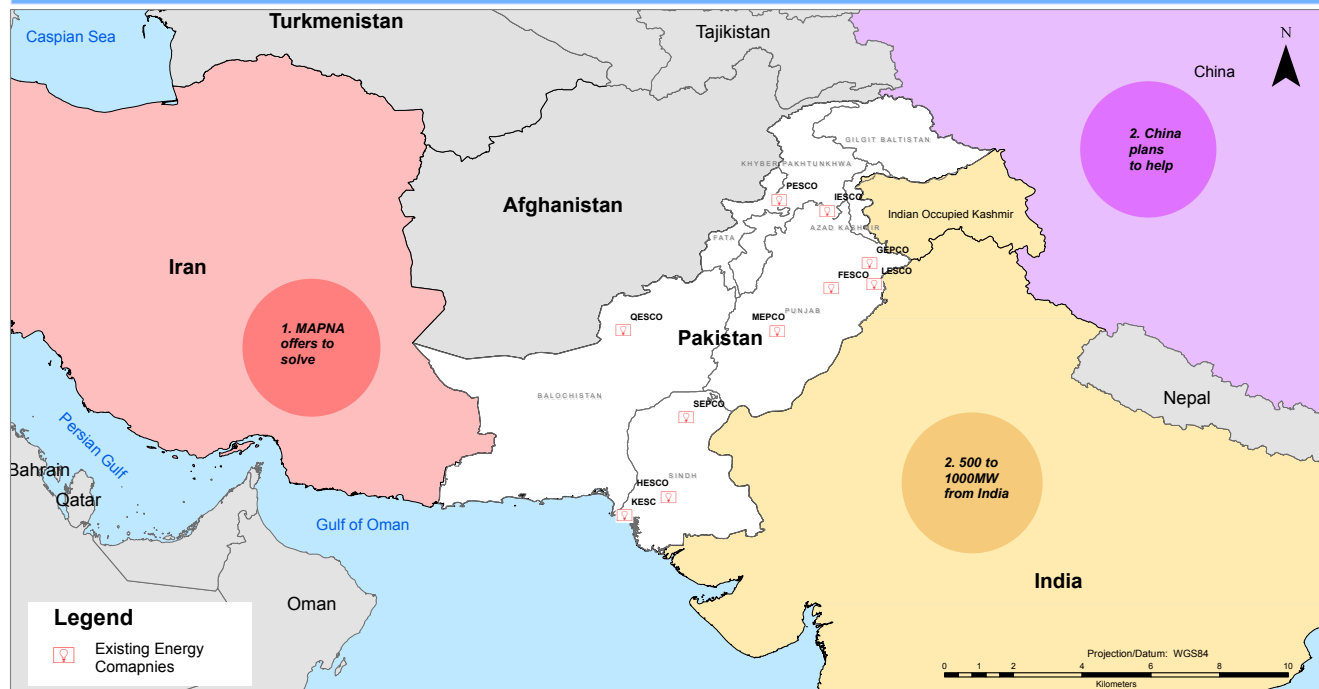 Turkmenistan
Caspian Sea
Tajikistan
N
China
2. China
plans
to help
GILGIT BALTISTAN
KHYBER PAKHTUNKHWA
PESCO
IESCO
Afghanistan
Indian Occupied Kashmir
AZAD KASHMIR
FATA
GEPCO
Iran
FESCO
LESCO
1. MAPNA
offers to
solve
QESCO
MEPCO
PUNJAB
Pakistan
BALOCHISTAN
Nepal
SEPCO
Persian Gulf
2. 500 to
1000MW
from India
Bahrain
SINDH
HESCO
Qatar
KESC
Gulf of Oman
India
Oman
Legend
Existing Energy
Comapnies
Projection/Datum: WGS84
0 1 2 4 6 8 10
Kilometers